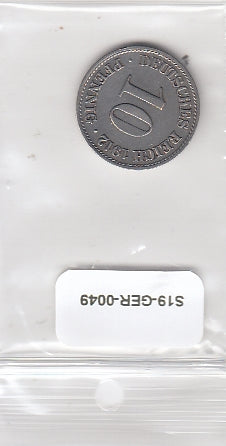 DEUTSCHES REICH 1912
10
PFENNIG
S19-GER-0049